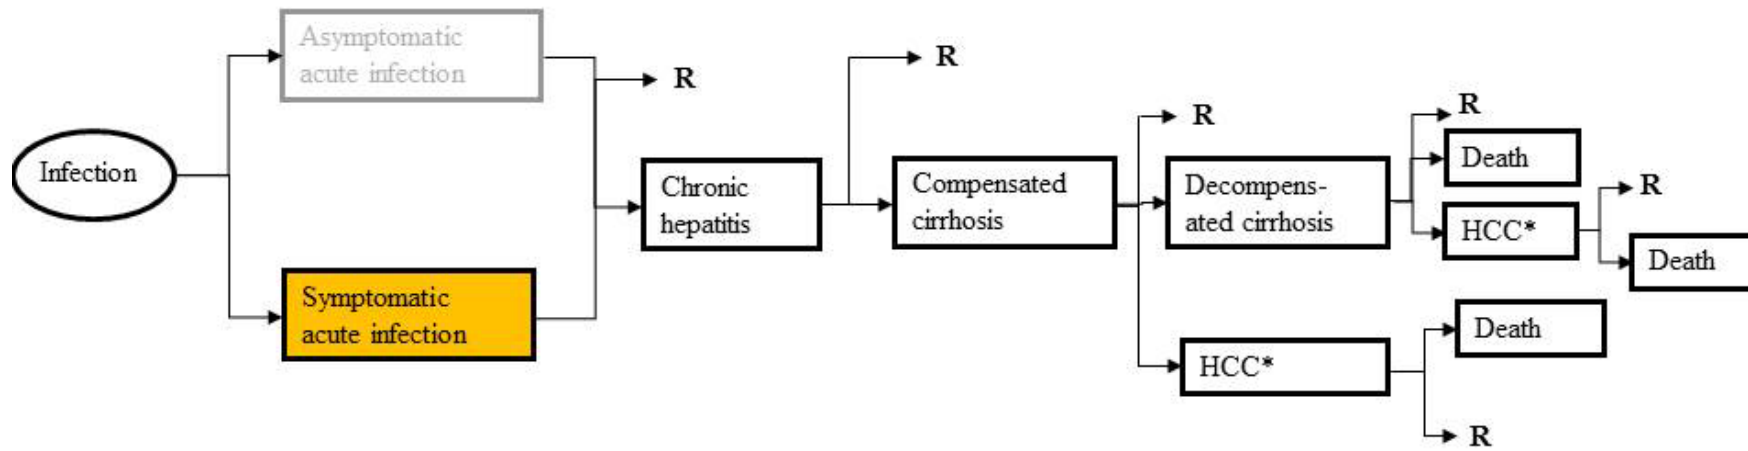 Asymptomatic
acute infection
R
R
Infection
Chronic
hepatitis
Compensated
cirrhosis
R
Decompens-
ated cirrhosis
R
Death
HCC*
R
Death
Symptomatic
acute infection
HCC*
Death
R